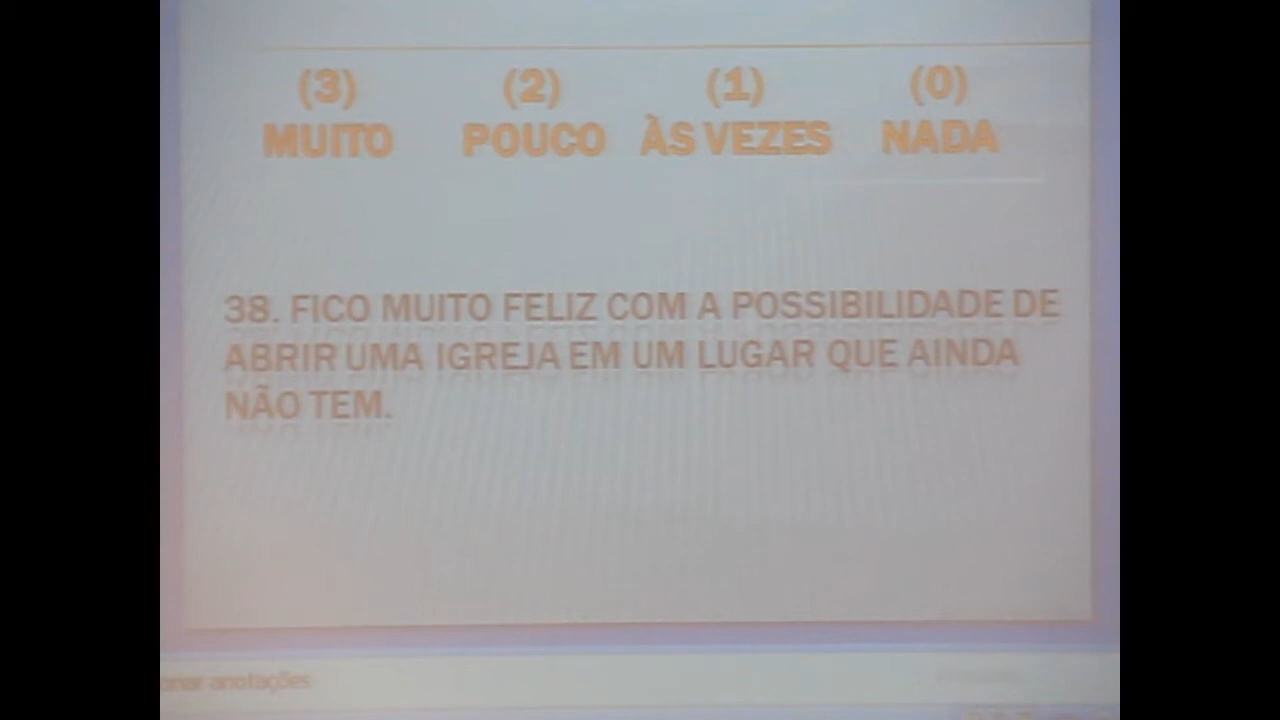 (3) (2) (1) (0)
MUITO POUCO ÀS VEZES NADA
38. FICO MUITO FELIZ COM A POSSIBILIDADE DE
ABRIR UMA IGREJA EM UM LUGAR QUE AINDA
NÃO TEM.
anotações